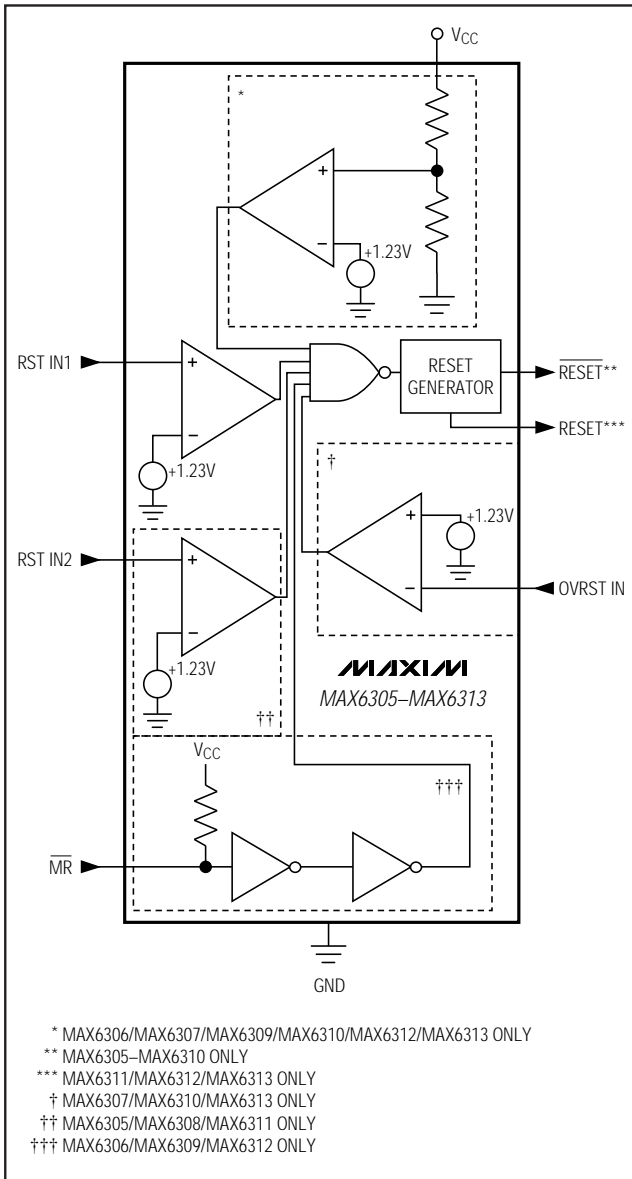 VCC
*
+
–
+1.23V
RST IN1
+
–
+1.23V
RESET
GENERATOR
RESET**
RESET***
†
+
–
+1.23V
OVRST IN
RST IN2
+
–
+1.23V
††
MAXIM
MAX6305–MAX6313
VCC
†††
MR
GND
* MAX6306/MAX6307/MAX6309/MAX6310/MAX6312/MAX6313 ONLY
** MAX6305–MAX6310 ONLY
*** MAX6311/MAX6312/MAX6313 ONLY
† MAX6307/MAX6310/MAX6313 ONLY
†† MAX6305/MAX6308/MAX6311 ONLY
††† MAX6306/MAX6309/MAX6312 ONLY